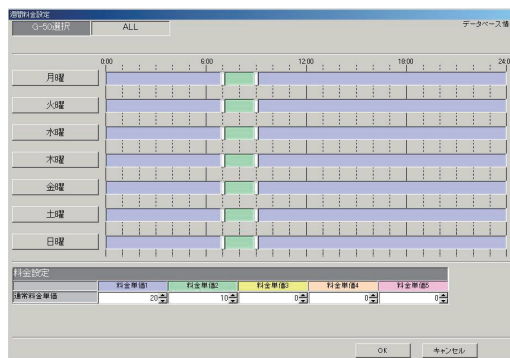 週間料金設定
G-50選択 ALL データベース情
0:00 6:00 12:00 18:00 24:0
月曜
火曜
水曜
木曜
金曜
土曜
日曜
料金設定
料金単価1 料金単価2 料金単価3 料金単価4 料金単価5
通常料金単価 20 10 0 0 0
OK キャンセル